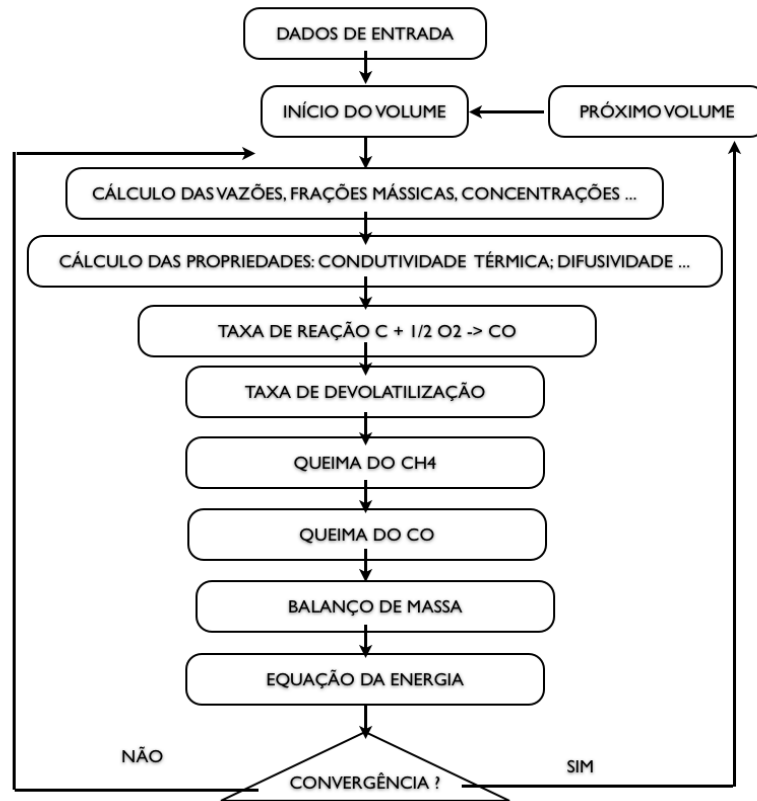 DADOS DE ENTRADA
INÍCIO DO VOLUME
PRÓXIMO VOLUME
CÁLCULO DAS VAZÕES, FRAÇÕES MÁSSICAS, CONCENTRAÇÕES ...
CÁLCULO DAS PROPRIEDADES: CONDUTIVIDADE TÉRMICA; DIFUSIVIDADE ...
TAXA DE REAÇÃO C + 1/2 O2 -> CO
TAXA DE DEVOLATILIZAÇÃO
QUEIMA DO CH4
QUEIMA DO CO
BALANÇO DE MASSA
EQUAÇÃO DA ENERGIA
NÃO
SIM
CONVERGÊNCIA ?